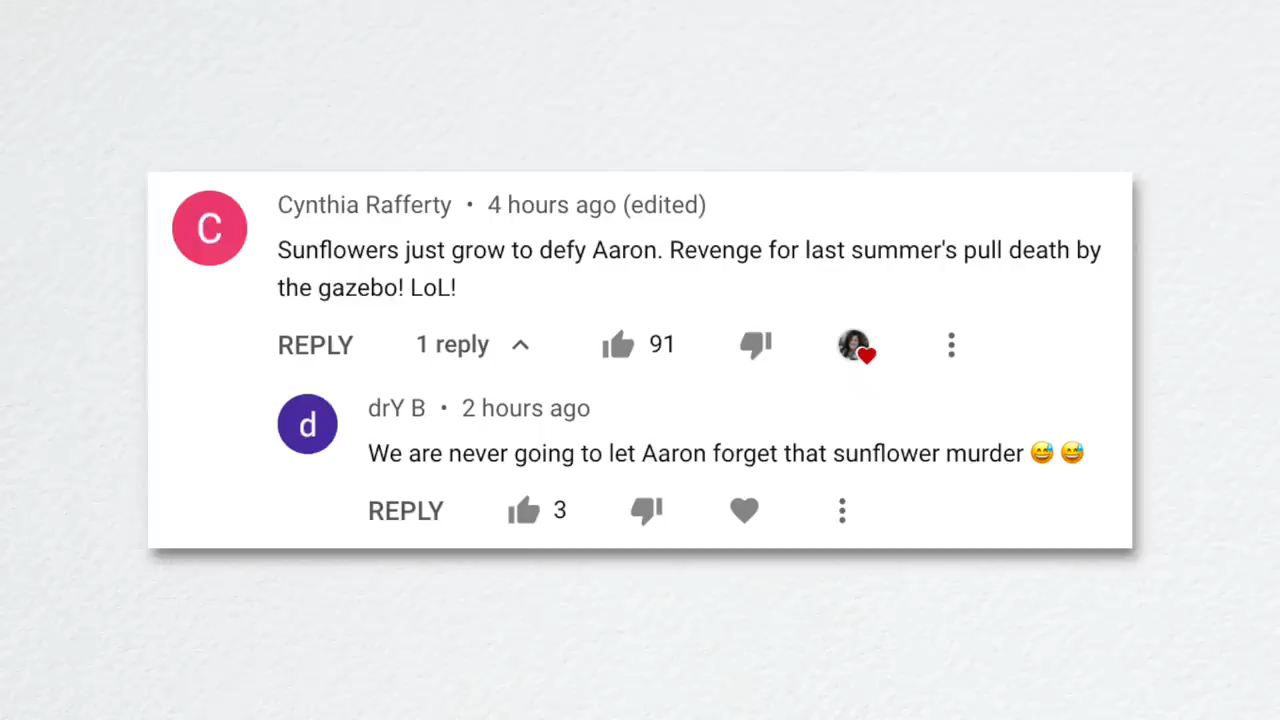 C
Cynthia Rafferty • 4 hours ago (edited)
Sunflowers just grow to defy Aaron. Revenge for last summer's pull death by
the gazebo! LoL!
REPLY 1 reply 91
d
drY B • 2 hours ago
We are never going to let Aaron forget that sunflower murder 😅 😅
REPLY 3